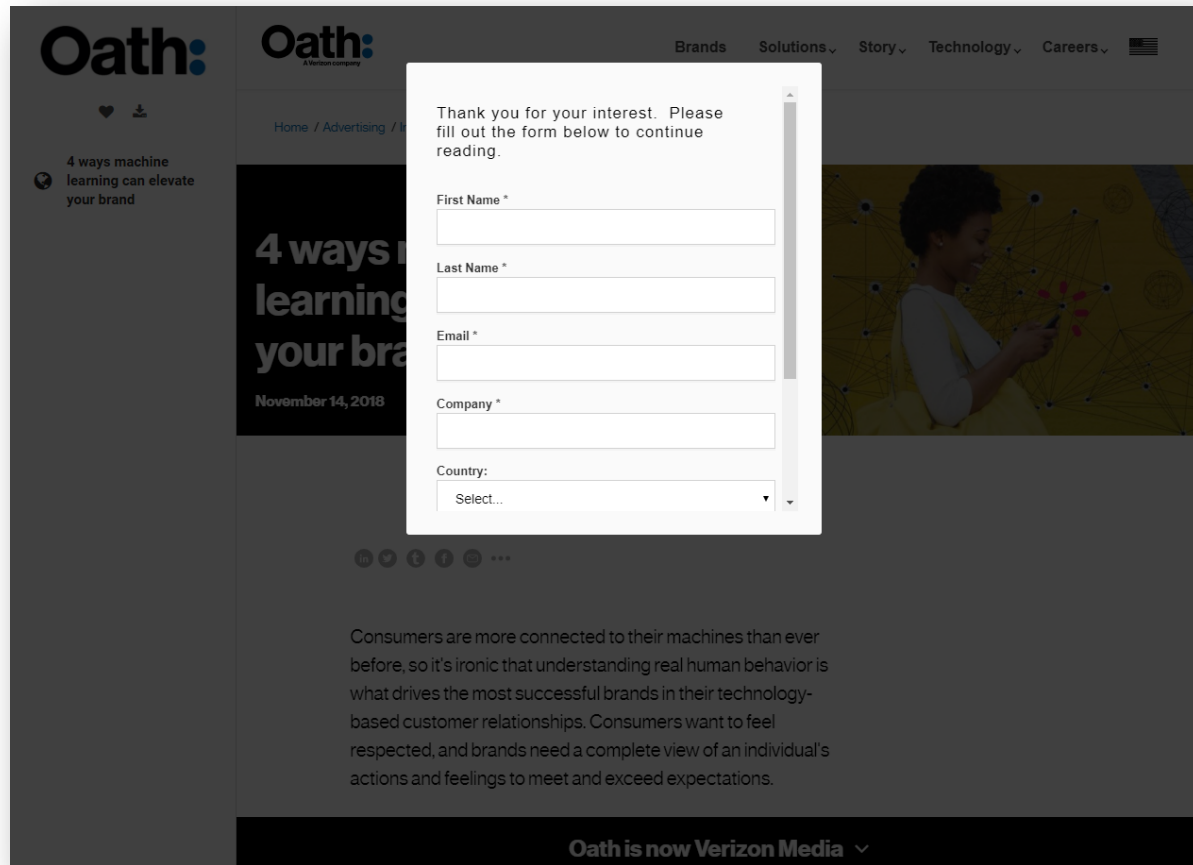 Oath:
4 ways machine
learning can elevate
your brand
Oath:
A Verizon company
Brands Solutions Story Technology Careers
Home / Advertising /
Thank you for your interest. Please
fill out the form below to continue
reading.
First Name *
Last Name *
Email *
Company *
Country:
Select...
4 ways
learning
your
November 14, 2018
Consumers are more connected to their machines than ever
before, so it's ironic that understanding real human behavior is
what drives the most successful brands in their technology-
based customer relationships. Consumers want to feel
respected, and brands need a complete view of an individual's
actions and feelings to meet and exceed expectations.
Oath is now Verizon Media